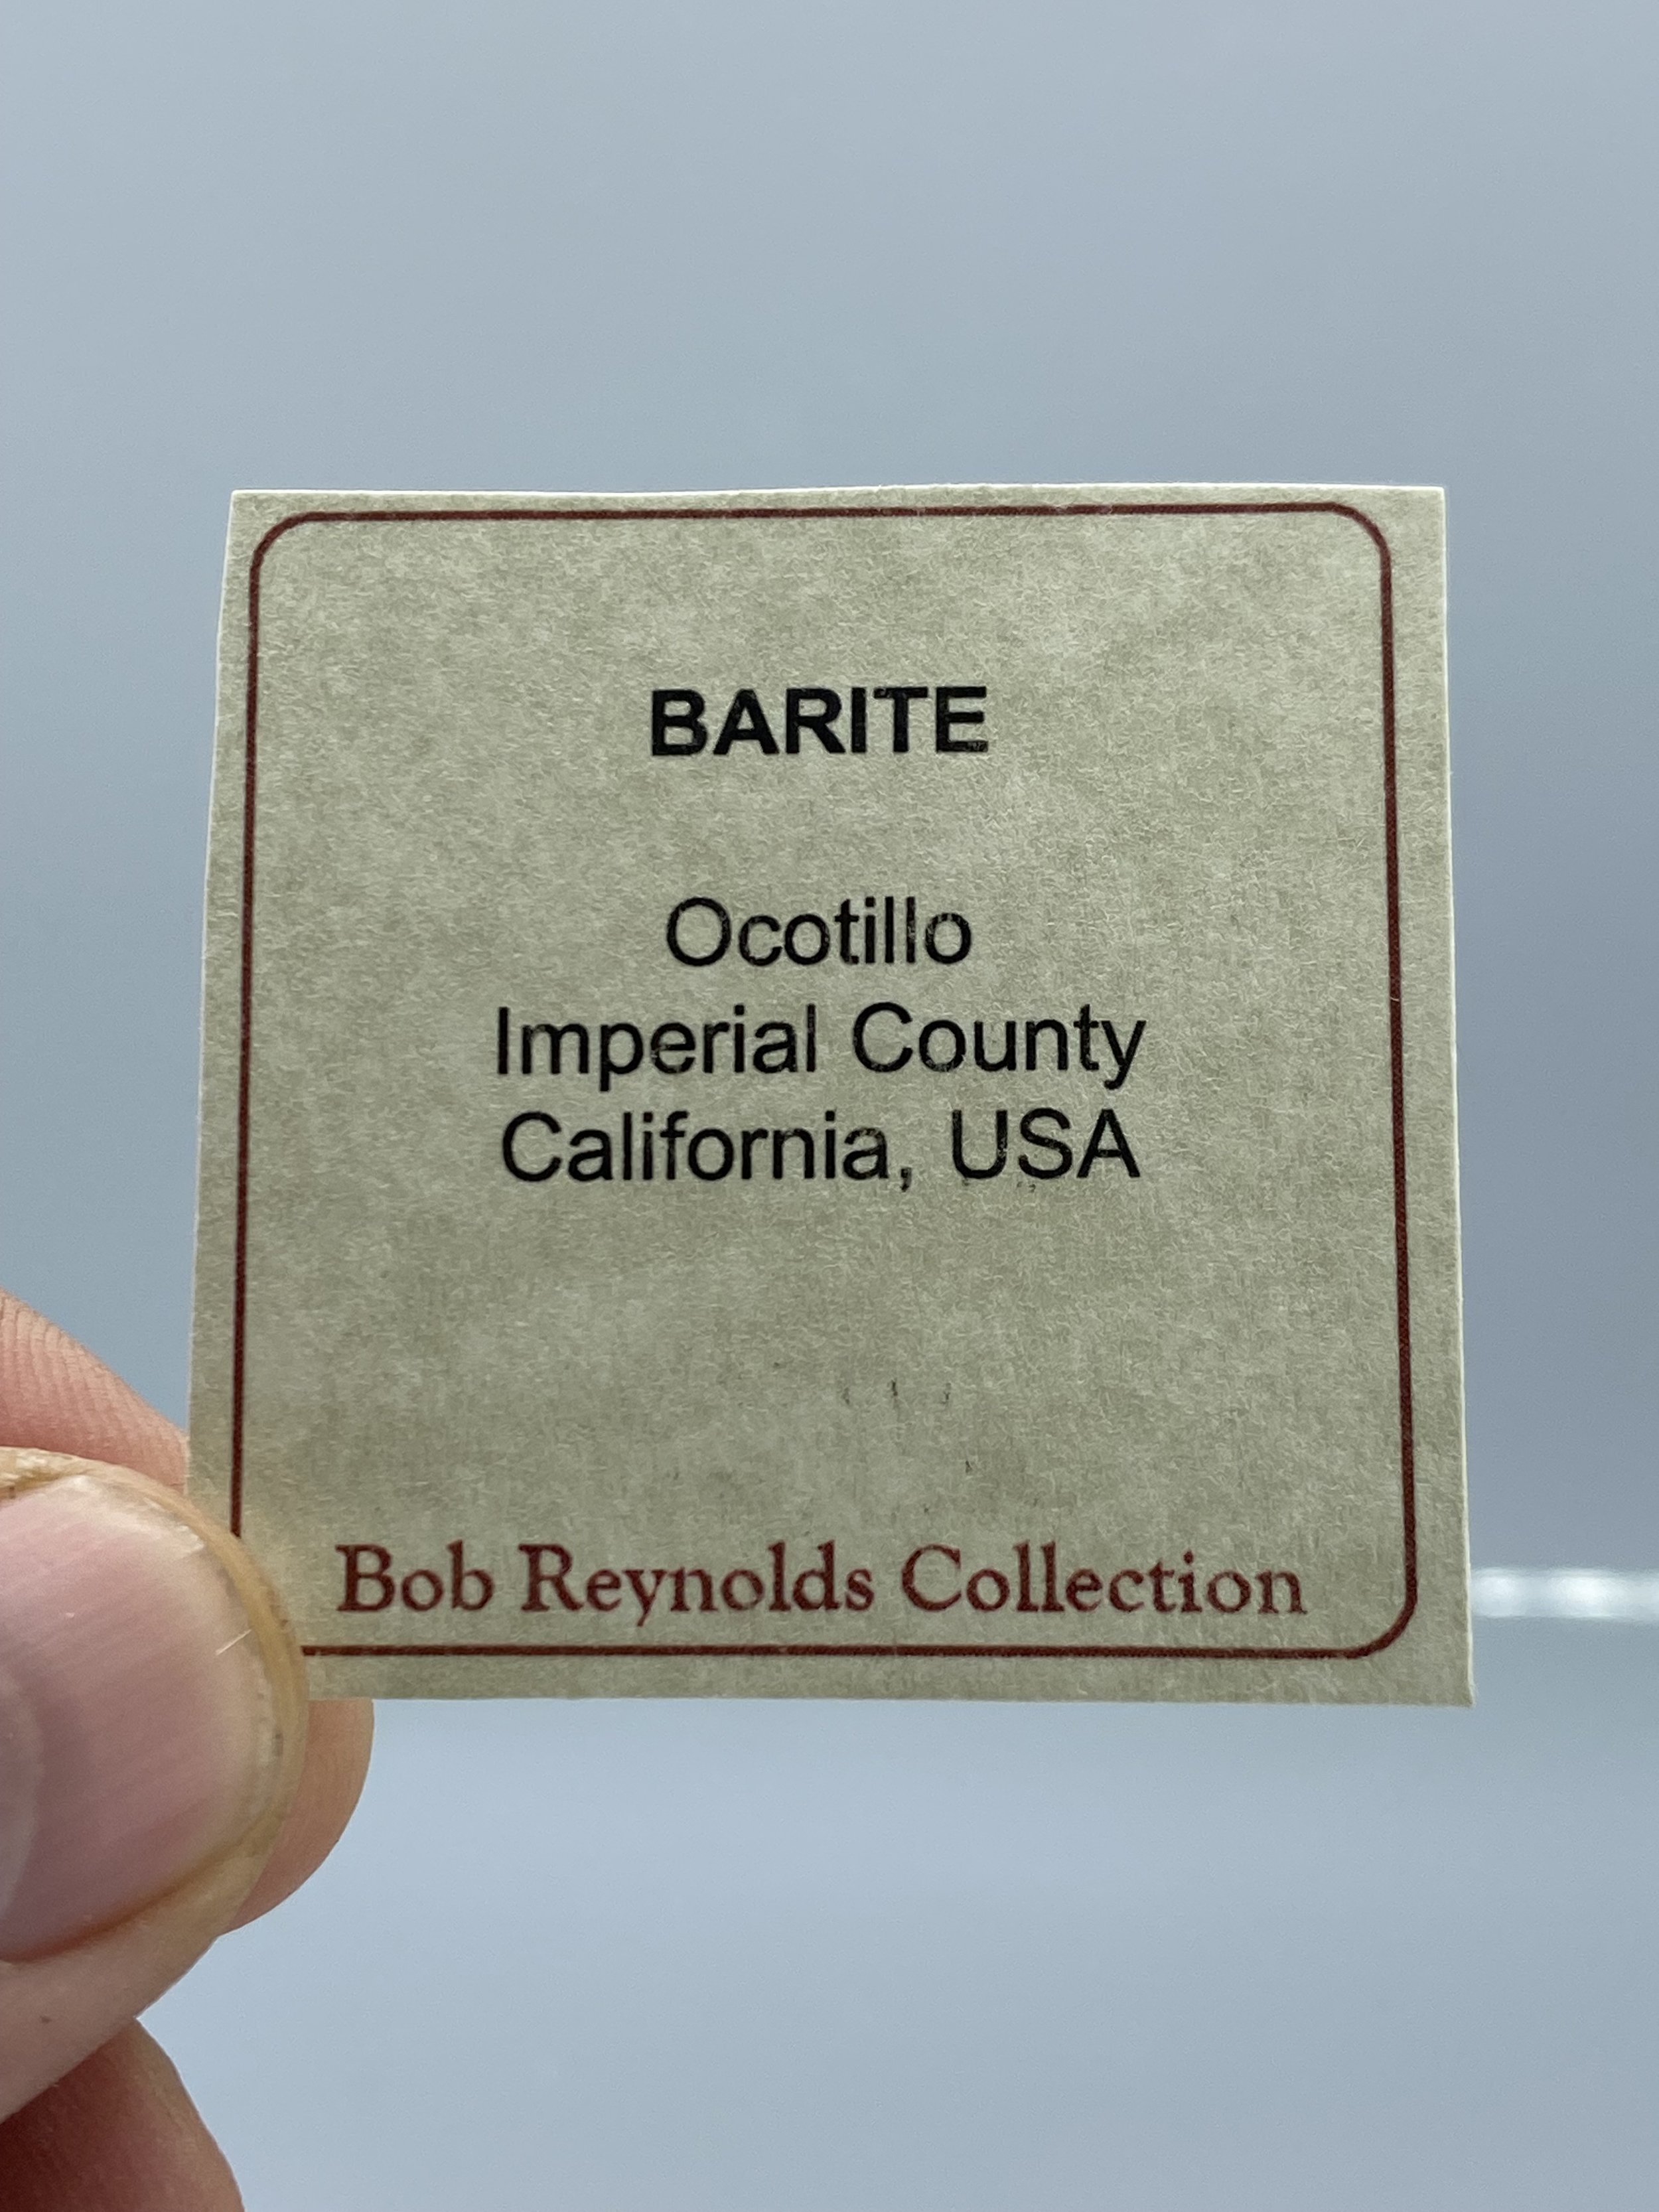 BARITE
Ocotillo
Imperial County
California, USA
Bob Reynolds Collection